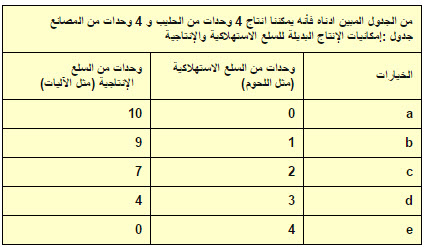 من الجدول المبين ادناه فأنه يمكننا انتاج 4 وحدات من الحليب و 4 وحدات من المصانع
جدول :إمكانيات الإنتاج البديلة للسلع الاستهلاكية والإنتاجية
الخيارات وحدات من السلع الاستهلاكية وحدات من السلع
(مثل اللحوم) الإنتاجية (مثل الآليات)
a 0 10
b 1 9
c 2 7
d 3 4
e 4 0